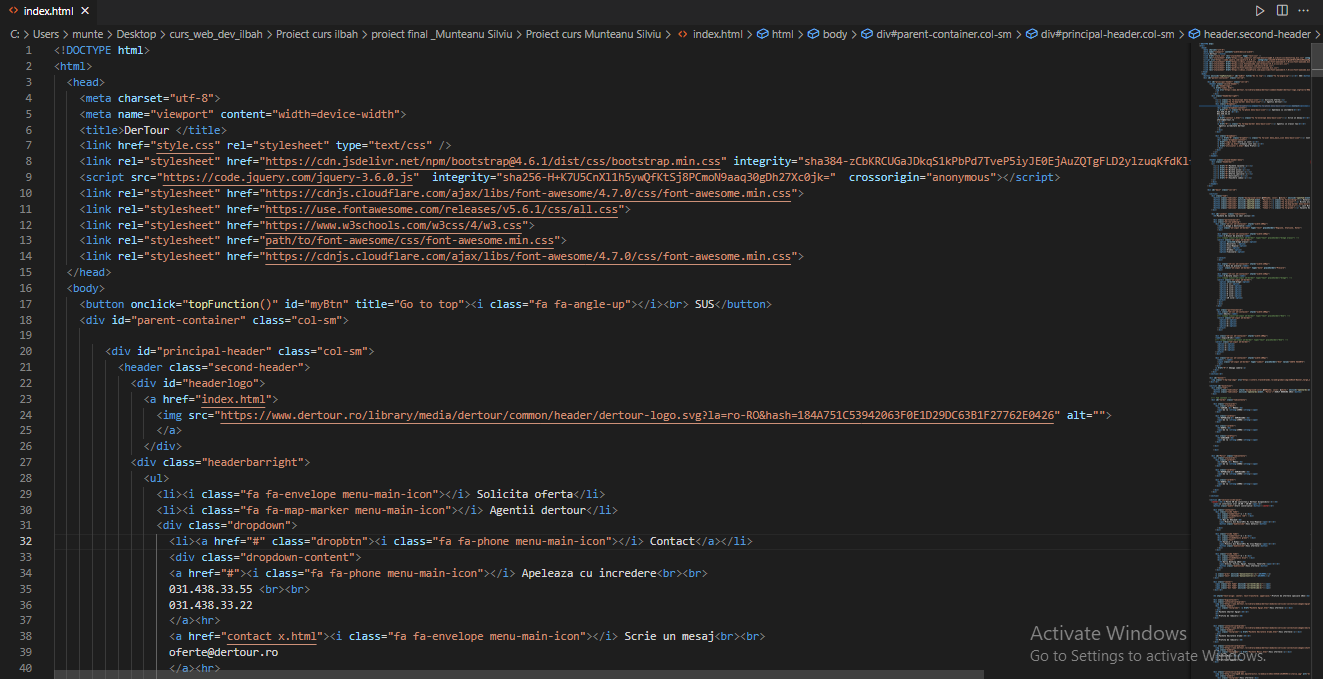 index.html
C: > Users > munte > Desktop > curs_web_dev_ilbah > Proiect curs ilbah > proiect final _Munteanu Silviu > Proiect curs Munteanu Silviu > index.html > html > body > div#parent-container.col-sm > div#principal-header.col-sm > header.second-header >
1 <!DOCTYPE html>
2 <html>
3 <head>
4 <meta charset="utf-8">
5 <meta name="viewport" content="width=device-width">
6 <title>DerTour </title>
7 <link href="style.css" rel="stylesheet" type="text/css" />
8 <link rel="stylesheet" href="https://cdn.jsdelivr.net/npm/bootstrap@4.6.1/dist/css/bootstrap.min.css" integrity="sha384-zCbKRCUGaJDkqS1kPbPd7TveP5iyJE0EjAuZQTgFLD2ylzuqKfdKl
9 <script src="https://code.jquery.com/jquery-3.6.0.js" integrity="sha256-H+K7U5CnXl1h5ywQfKtSj8PCmoN9aaq30gDh27Xc0jk=" crossorigin="anonymous"></script>
10 <link rel="stylesheet" href="https://cdnjs.cloudflare.com/ajax/libs/font-awesome/4.7.0/css/font-awesome.min.css">
11 <link rel="stylesheet" href="https://use.fontawesome.com/releases/v5.6.1/css/all.css">
12 <link rel="stylesheet" href="https://www.w3schools.com/w3css/4/w3.css">
13 <link rel="stylesheet" href="path/to/font-awesome/css/font-awesome.min.css">
14 <link rel="stylesheet" href="https://cdnjs.cloudflare.com/ajax/libs/font-awesome/4.7.0/css/font-awesome.min.css">
15 </head>
16 <body>
17 <button onclick="topFunction()" id="myBtn" title="Go to top"><i class="fa fa-angle-up"></i><br> SUS</button>
18 <div id="parent-container" class="col-sm">
19
20 <div id="principal-header" class="col-sm">
21 <header class="second-header">
22 <div id="headerlogo">
23 <a href="index.html">
24 <img src="https://www.dertour.ro/library/media/dertour/common/header/dertour-logo.svg?la=ro-RO&hash=184A751C53942063F0E1D29DC63B1F27762E0426" alt="">
25 </a>
26 </div>
27 <div class="headerbarright">
28 <ul>
29 <li><i class="fa fa-envelope menu-main-icon"></i> Solicita oferta</li>
30 <li><i class="fa fa-map-marker menu-main-icon"></i> Agentii dertour</li>
31 <div class="dropdown">
32 <li><a href="#" class="dropbtn"><i class="fa fa-phone menu-main-icon"></i> Contact</a></li>
33 <div class="dropdown-content">
34 <a href="#"><i class="fa fa-phone menu-main-icon"></i> Apeleaza cu incredere<br><br>
35 031.438.33.55 <br><br>
36 031.438.33.22
37 </a><hr>
38 <a href="contact x.html"><i class="fa fa-envelope menu-main-icon"></i> Scrie un mesaj<br><br>
39 oferte@dertour.ro
40 </a><hr>
Activate Windows
Go to Settings to activate Windows.